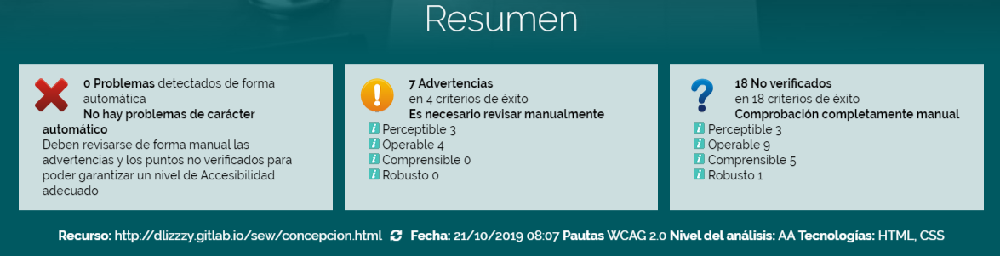 Resumen
0 Problemas detectados de forma
automática
No hay problemas de carácter
automático
Deben revisarse de forma manual las
advertencias y los puntos no verificados para
poder garantizar un nivel de Accesibilidad
adecuado
7 Advertencias
en 4 criterios de éxito
Es necesario revisar manualmente
Perceptible 3
Operable 4
Comprensible 0
Robusto 0
18 No verificados
en 18 criterios de éxito
Comprobación completamente manual
Perceptible 3
Operable 9
Comprensible 5
Robusto 1
Recurso: http://dlizzzy.gitlab.io/sew/concepcion.html Fecha: 21/10/2019 08:07 Pautas WCAG 2.0 Nivel del análisis: AA Tecnologías: HTML, CSS